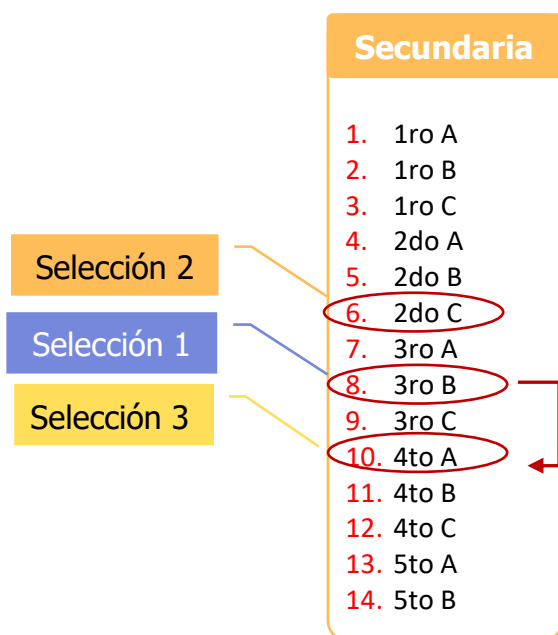 Secundaria
1. 1ro A
2. 1ro B
3. 1ro C
4. 2do A
5. 2do B
6. 2do C
7. 3ro A
8. 3ro B
9. 3ro C
10. 4to A
11. 4to B
12. 4to C
13. 5to A
14. 5to B
Selección 2
Selección 1
Selección 3